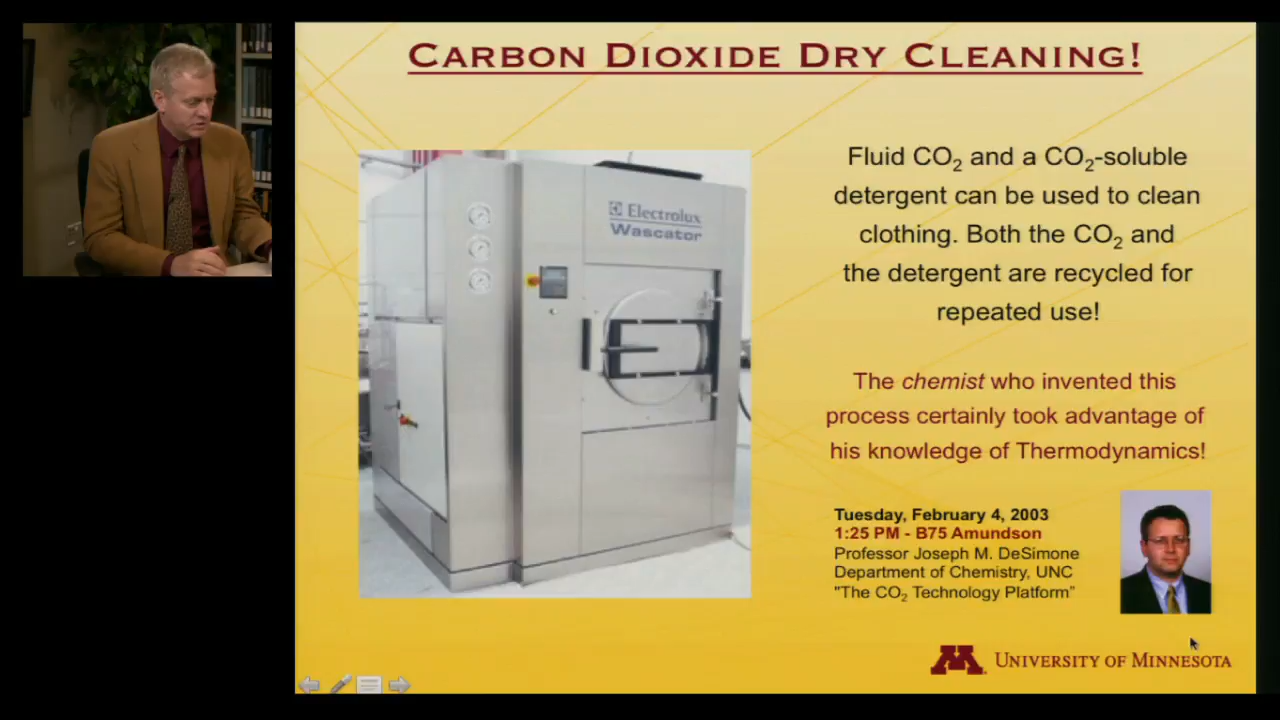 CARBON DIOXIDE DRY CLEANING!
Electrolux
Wascator
Fluid CO₂ and a CO₂-soluble
detergent can be used to clean
clothing. Both the CO₂ and
the detergent are recycled for
repeated use!
The chemist who invented this
process certainly took advantage of
his knowledge of Thermodynamics!
Tuesday, February 4, 2003
1:25 PM - B75 Amundson
Professor Joseph M. DeSimone
Department of Chemistry, UNC
"The CO₂ Technology Platform"
M UNIVERSITY OF MINNESOTA